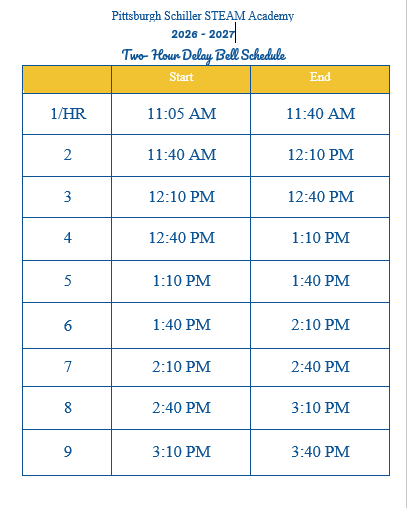 Pittsburgh Schiller STEAM Academy
2026 - 2027
Two- Hour Delay Bell Schedule
Start End
1/HR 11:05 AM 11:40 AM
2 11:40 AM 12:10 PM
3 12:10 PM 12:40 PM
4 12:40 PM 1:10 PM
5 1:10 PM 1:40 PM
6 1:40 PM 2:10 PM
7 2:10 PM 2:40 PM
8 2:40 PM 3:10 PM
9 3:10 PM 3:40 PM